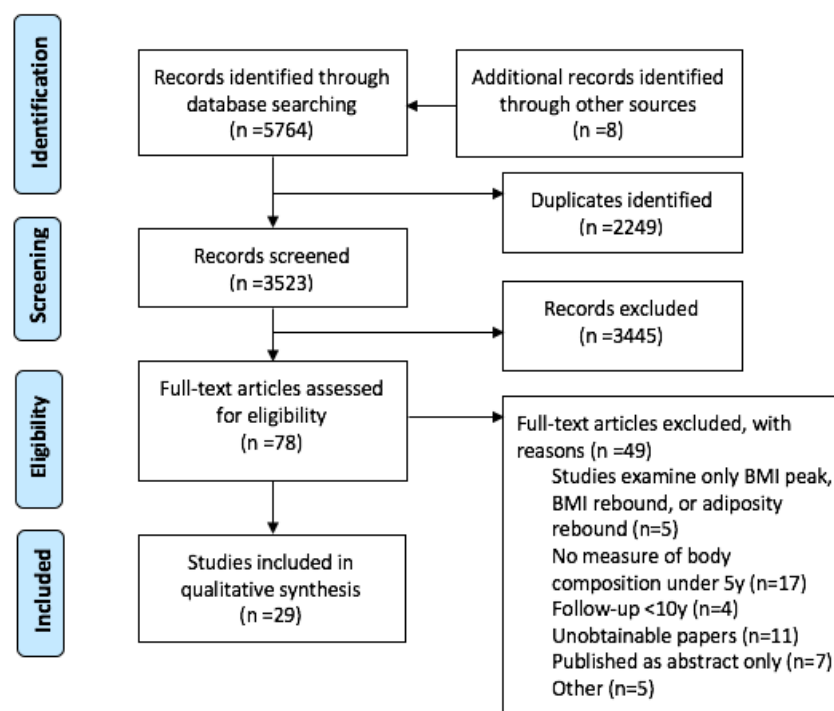 Identification
Records identified through
database searching
(n =5764)
Additional records identified
through other sources
(n =8)
Duplicates identified
(n =2249)
Screening
Records screened
(n =3523)
Records excluded
(n =3445)
Eligibility
Full-text articles assessed
for eligibility
(n =78)
Full-text articles excluded, with
reasons (n =49)
Studies examine only BMI peak,
BMI rebound, or adiposity
rebound (n=5)
No measure of body
composition under 5y (n=17)
Follow-up <10y (n=4)
Unobtainable papers (n=11)
Published as abstract only (n=7)
Other (n=5)
Included
Studies included in
qualitative synthesis
(n =29)